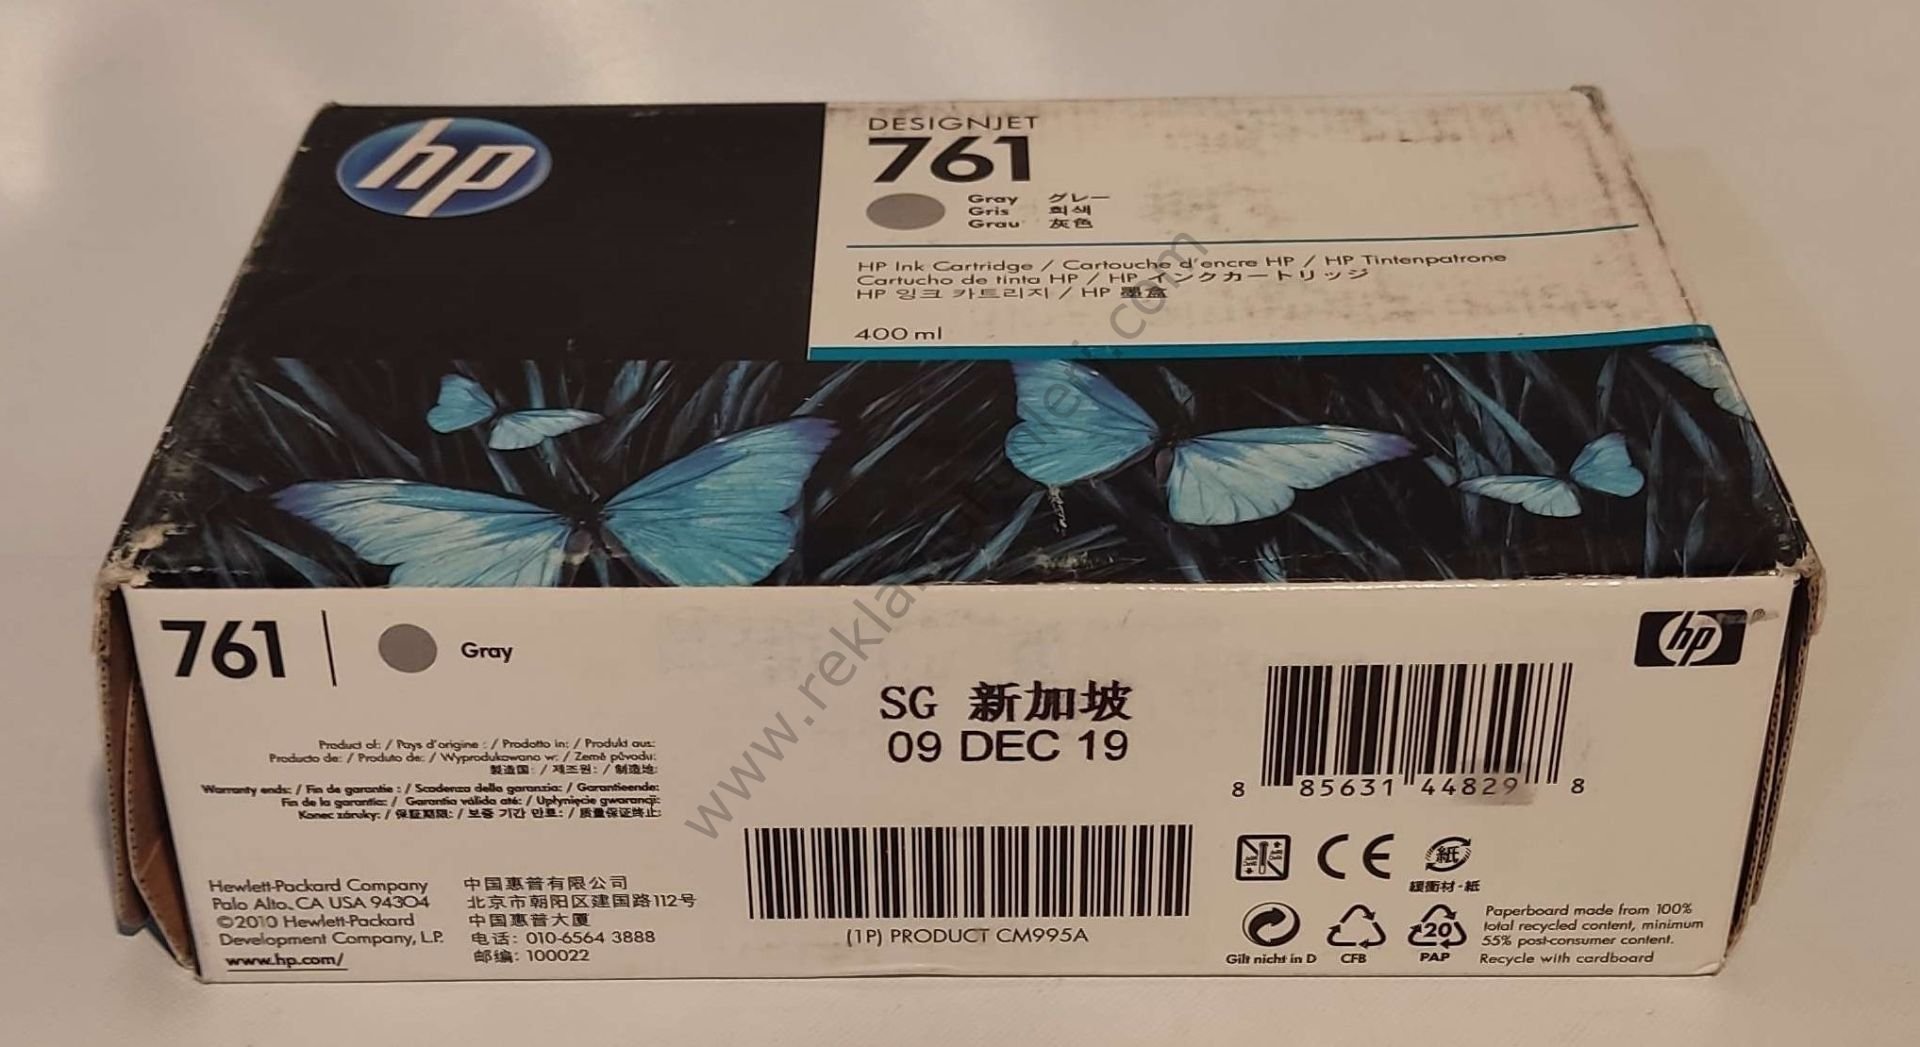 hp
DESIGNJET
761
Gray グレー
Gris 회색
Grau 灰色
HP Ink Cartridge / Cartouche d'encre HP / HP Tintenpatrone
Cartucho de tinta HP / HP インクカートリッジ
HP 잉크 카트리지 / HP 墨盒
400 ml
761 Gray
hp
SG 新加坡
09 DEC 19
Product of: / Pays d'origine : / Prodotto in: / Produkt aus:
Producto de: / Produto de: / Wyprodukowano w: / Země původu:
製造国: / 제조원: / 制造地:
Warranty ends: / Fin de garantie : / Scadenza della garanzia: / Garantieende:
Fin de la garantía: / Garantia válida até: / Upłynięcie gwarancji:
Konec záruky: / 保証期限: / 보증 기간 만료: / 质量保证终止:
8 85631 44829 8
(1P) PRODUCT CM995A
Hewlett-Packard Company
Palo Alto, CA USA 94304
©2010 Hewlett-Packard
Development Company, L.P.
www.hp.com/
中国惠普有限公司
北京市朝阳区建国路112号
中国惠普大厦
电话: 010-6564 3888
邮编: 100022
CE
紙
緩衝材-紙
Gilt nicht in D
CFB
20
PAP
Paperboard made from 100%
total recycled content, minimum
55% post-consumer content.
Recycle with cardboard